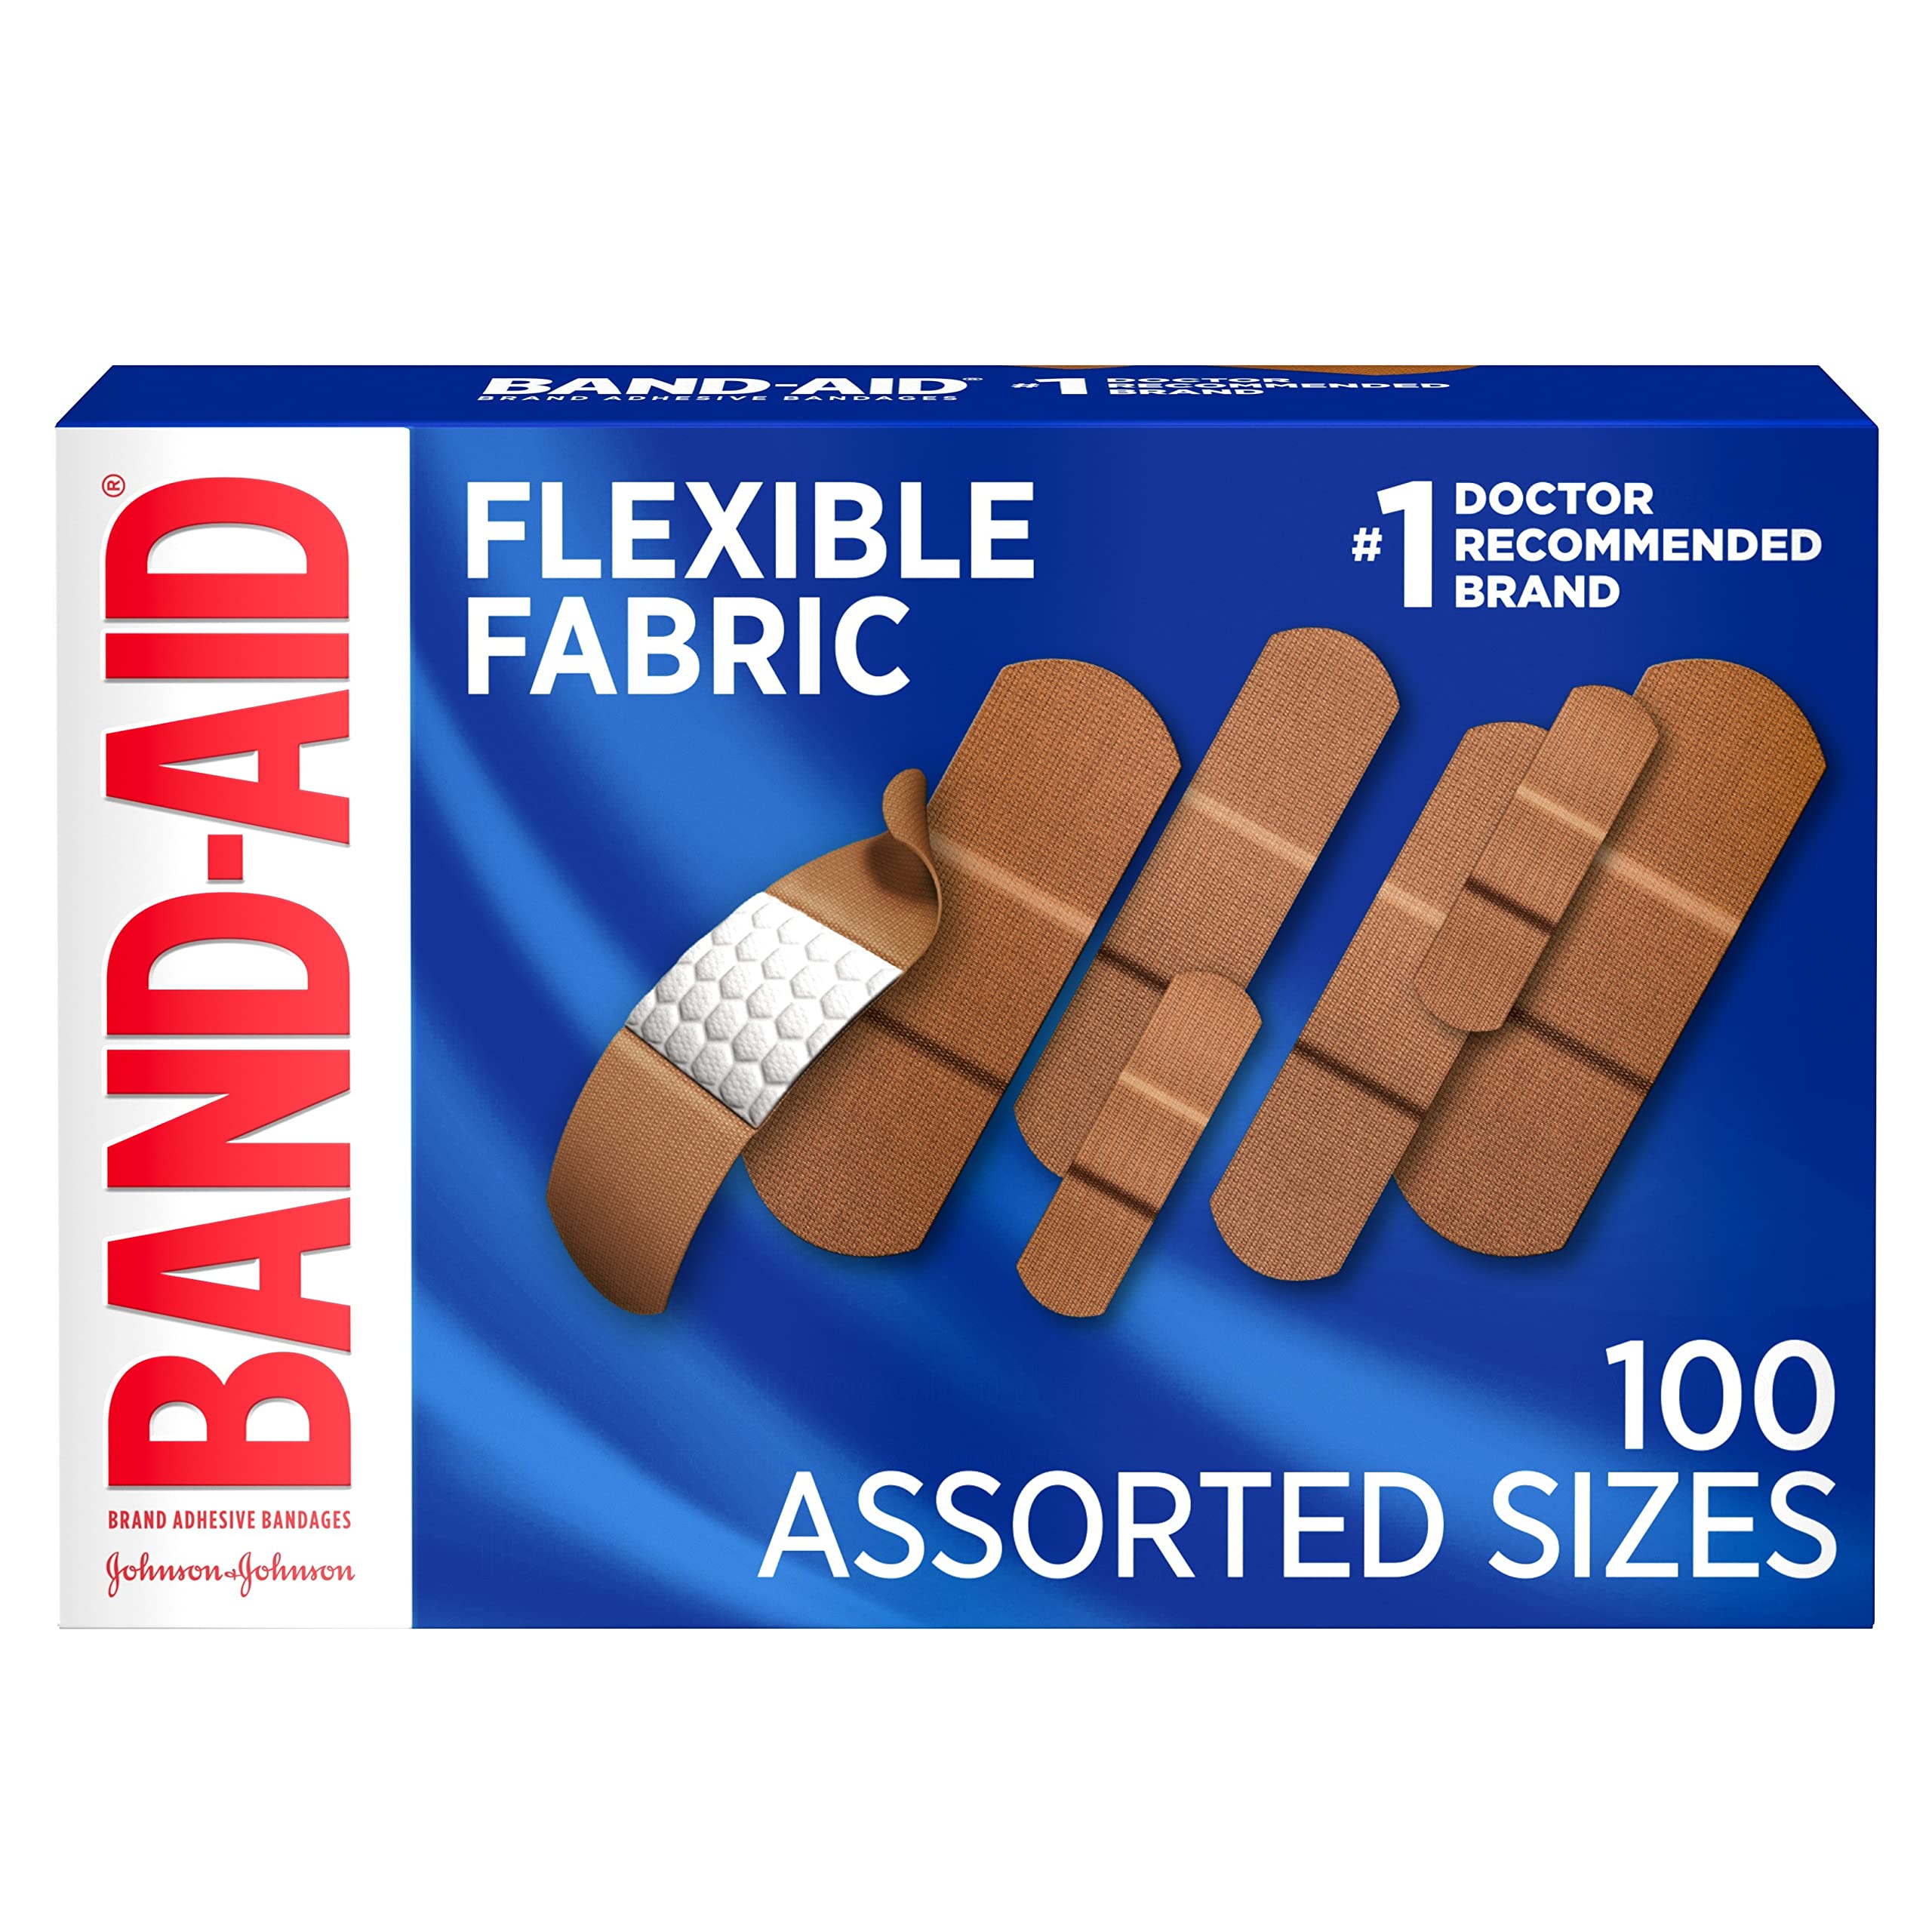 BAND-AID®
BRAND ADHESIVE BANDAGES
#1 DOCTOR
RECOMMENDED
BRAND
BAND-AID®
BRAND ADHESIVE BANDAGES
Johnson+Johnson
FLEXIBLE
FABRIC
#1 DOCTOR
RECOMMENDED
BRAND
100
ASSORTED SIZES